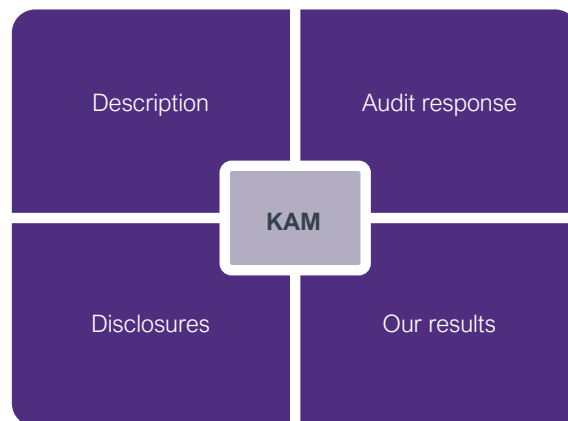 Description
Audit response
KAM
Disclosures
Our results